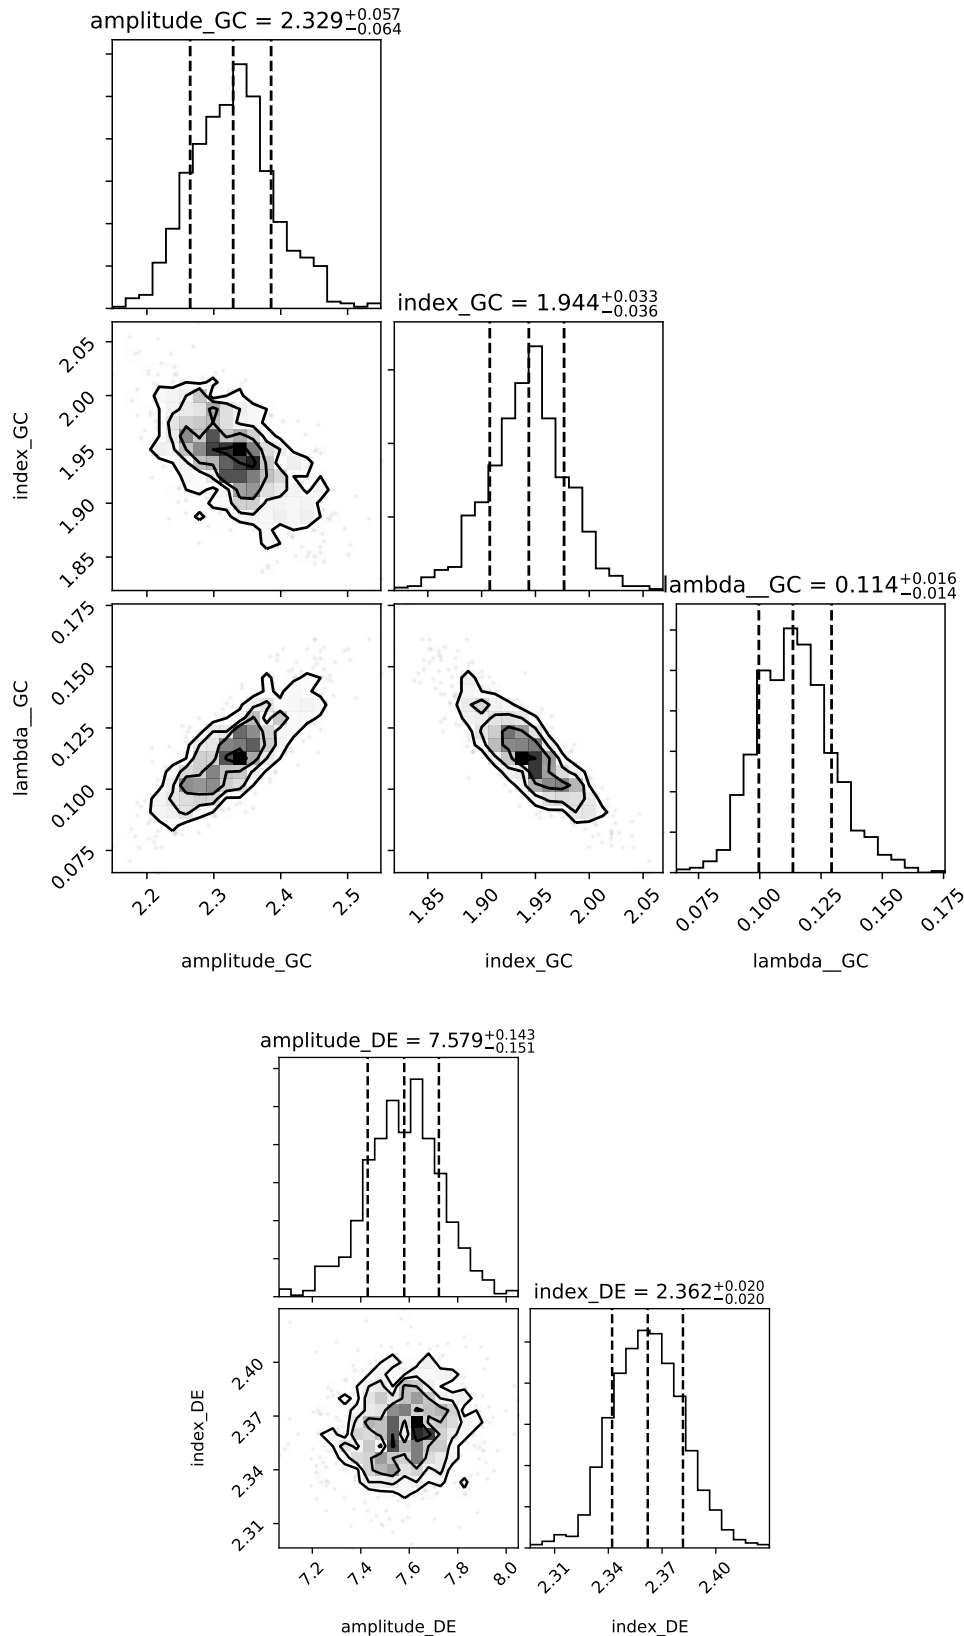 amplitude_GC = 2.329 +0.057 −0.064
index_GC = 1.944 +0.033 −0.036
index_GC
2.05
2.00
1.95
1.90
1.85
lambda__GC = 0.114 +0.016 −0.014
lambda__GC
0.175
0.150
0.125
0.100
0.075
2.2 2.3 2.4 2.5
1.85 1.90 1.95 2.00 2.05
0.075 0.100 0.125 0.150 0.175
amplitude_GC index_GC lambda__GC
amplitude_DE = 7.579 +0.143 −0.151
index_DE = 2.362 +0.020 −0.020
index_DE
2.40
2.37
2.34
2.31
7.2 7.4 7.6 7.8 8.0
2.31 2.34 2.37 2.40
amplitude_DE index_DE